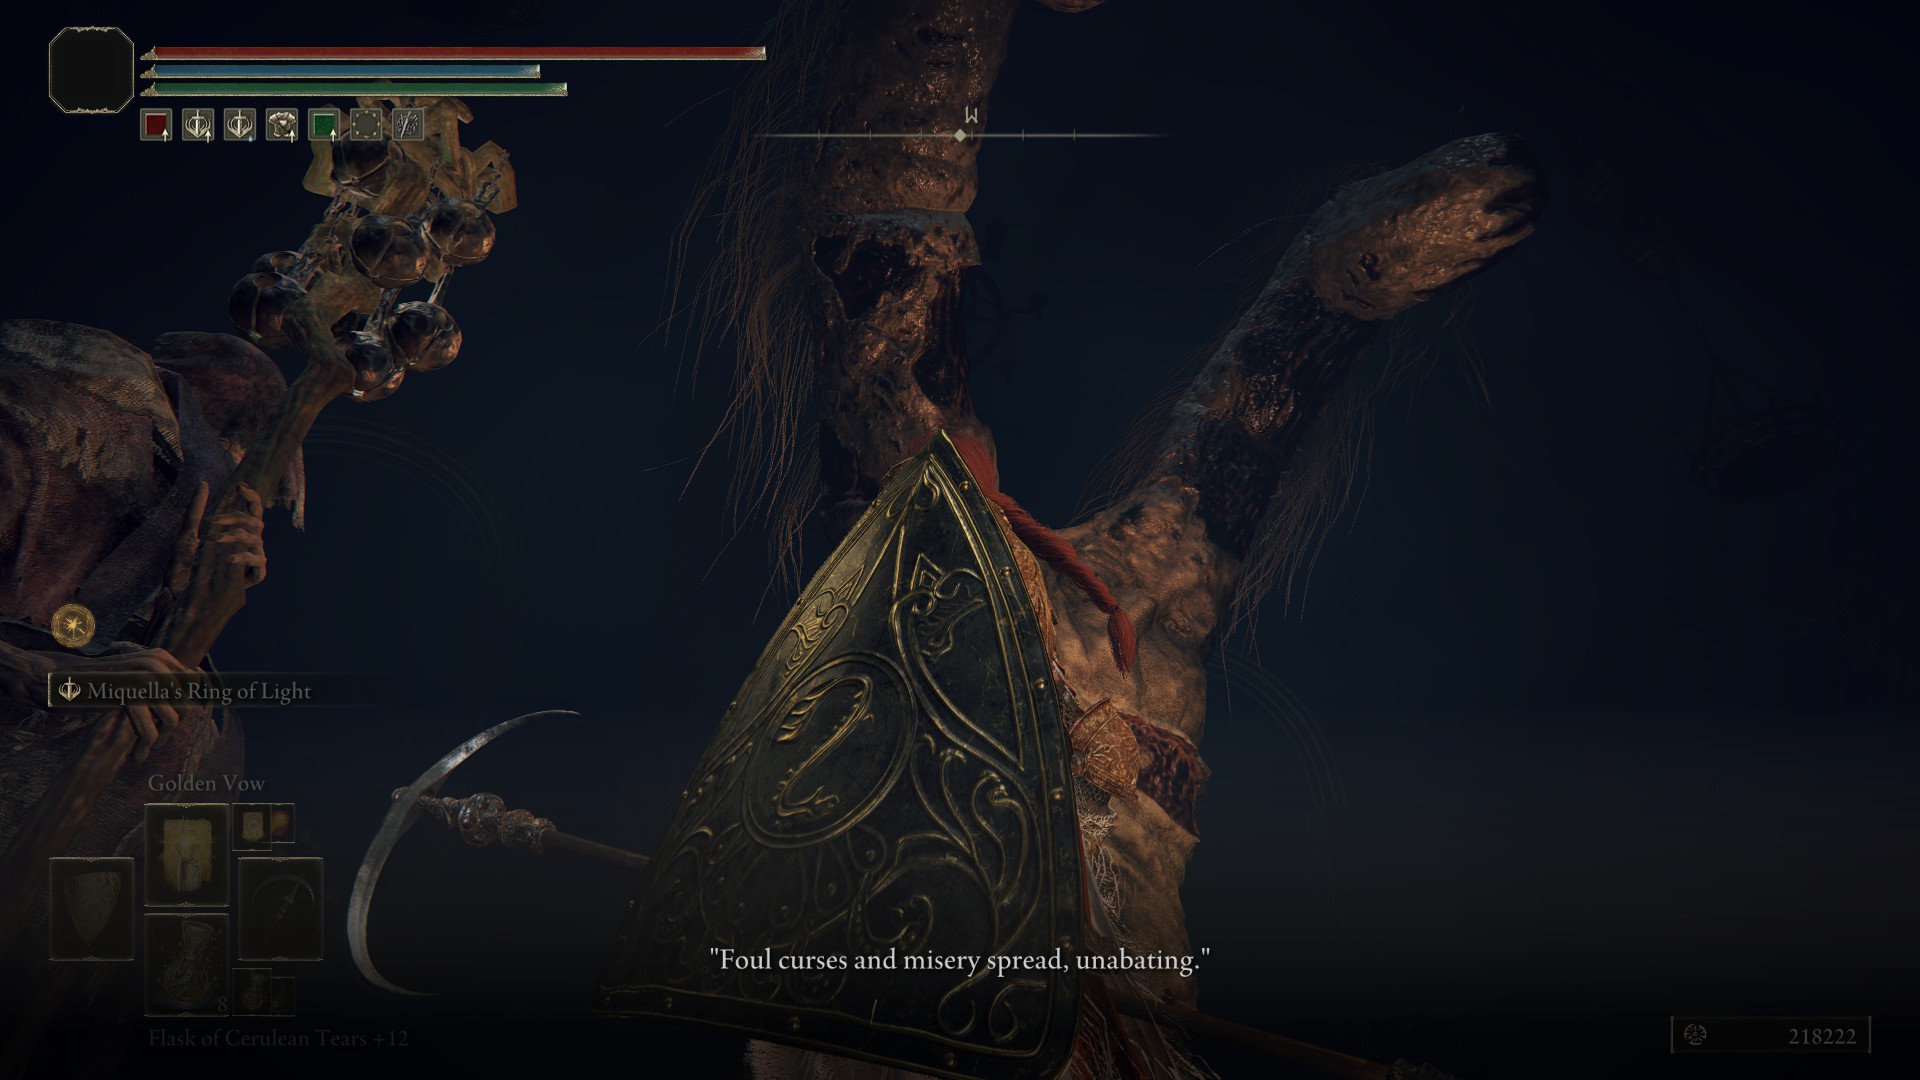 W
Miquella's Ring of Light
Golden Vow
8
"Foul curses and misery spread, unabating."
Flask of Cerulean Tears +12
218222